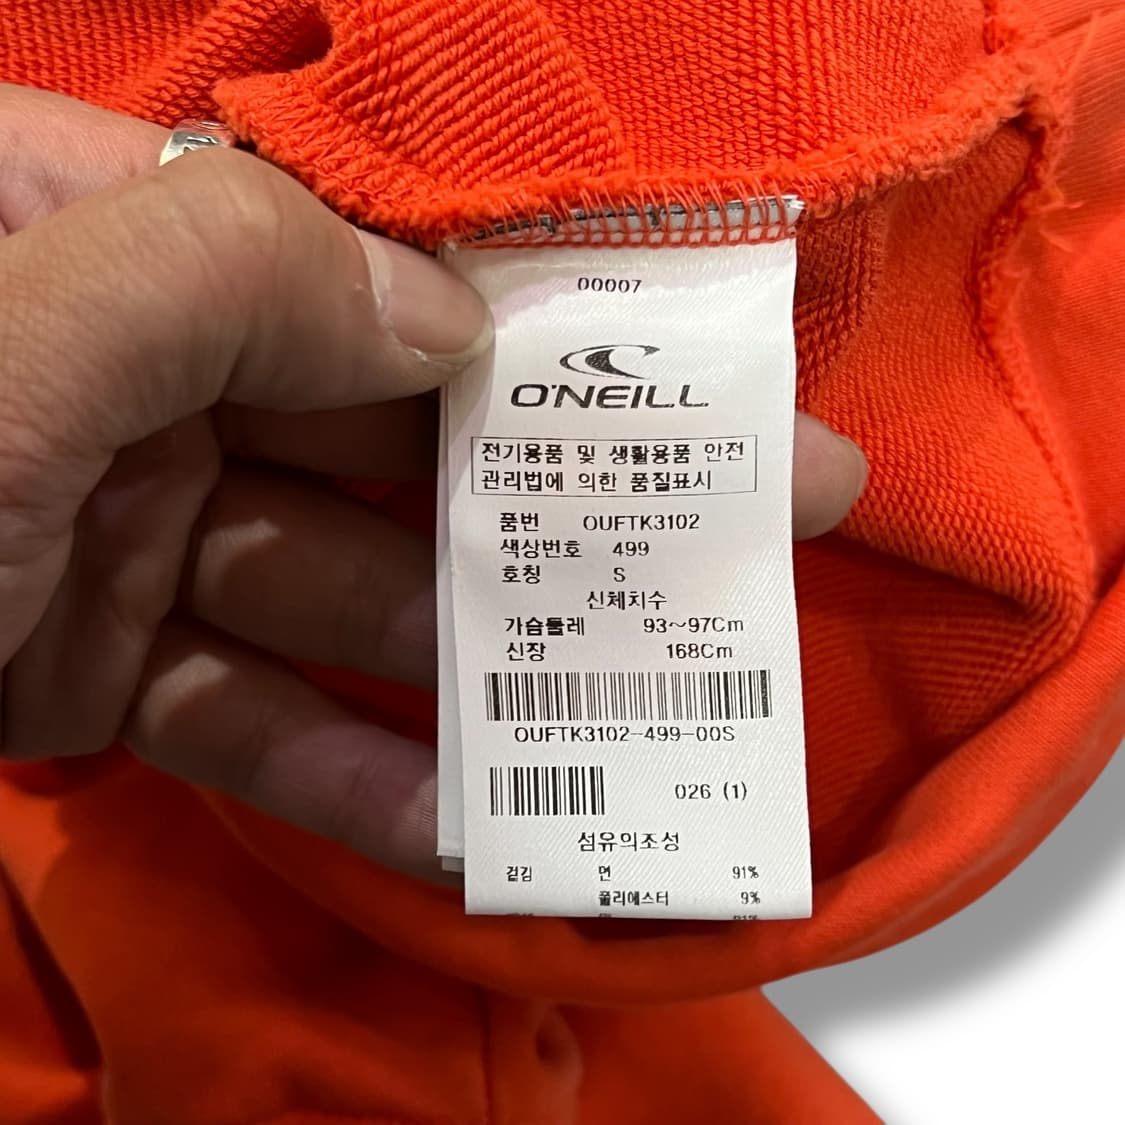 00007
O'NEILL
전기용품 및 생활용품 안전
관리법에 의한 품질표시
품번 OUFTK3102
색상번호 499
호칭 S
신체치수
가슴둘레 93~97Cm
신장 168Cm
OUFTK3102-499-00S
026 (1)
섬유의조성
겉감 면 91%
폴리에스터 9%